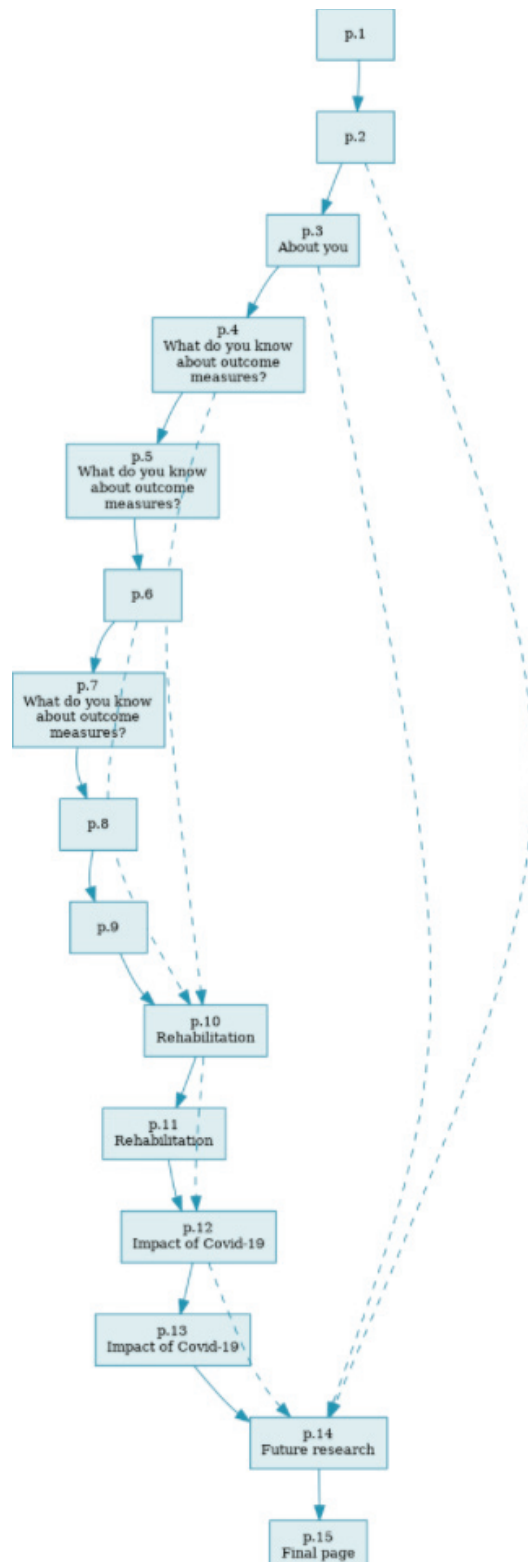 p.1
p.2
p.3
About you
p.4
What do you know
about outcome
measures?
p.5
What do you know
about outcome
measures?
p.6
p.7
What do you know
about outcome
measures?
p.8
p.9
p.10
Rehabilitation
p.11
Rehabilitation
p.12
Impact of Covid-19
p.13
Impact of Covid-19
p.14
Future research
p.15
Final page